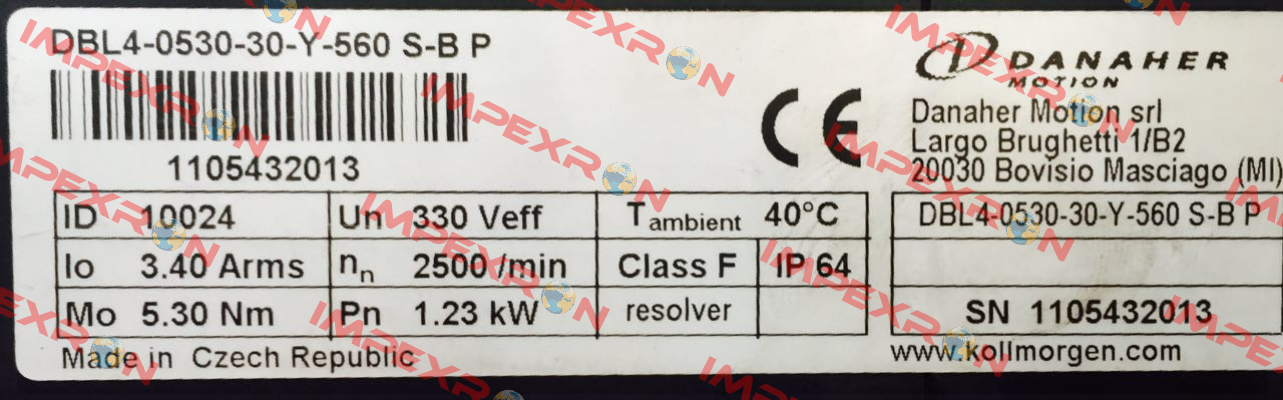 DBL4-0530-30-Y-560 S-B P
1105432013
ID 10024 Un 330 Veff Tambient 40°C
Io 3.40 Arms nn 2500 /min Class F IP 64
Mo 5.30 Nm Pn 1.23 kW resolver
Made in Czech Republic
CE
DANAHER
MOTION
Danaher Motion srl
Largo Brughetti 1/B2
20030 Bovisio Masciago (MI)
DBL4-0530-30-Y-560 S-B P
SN 1105432013
www.kollmorgen.com
IMPEXRON